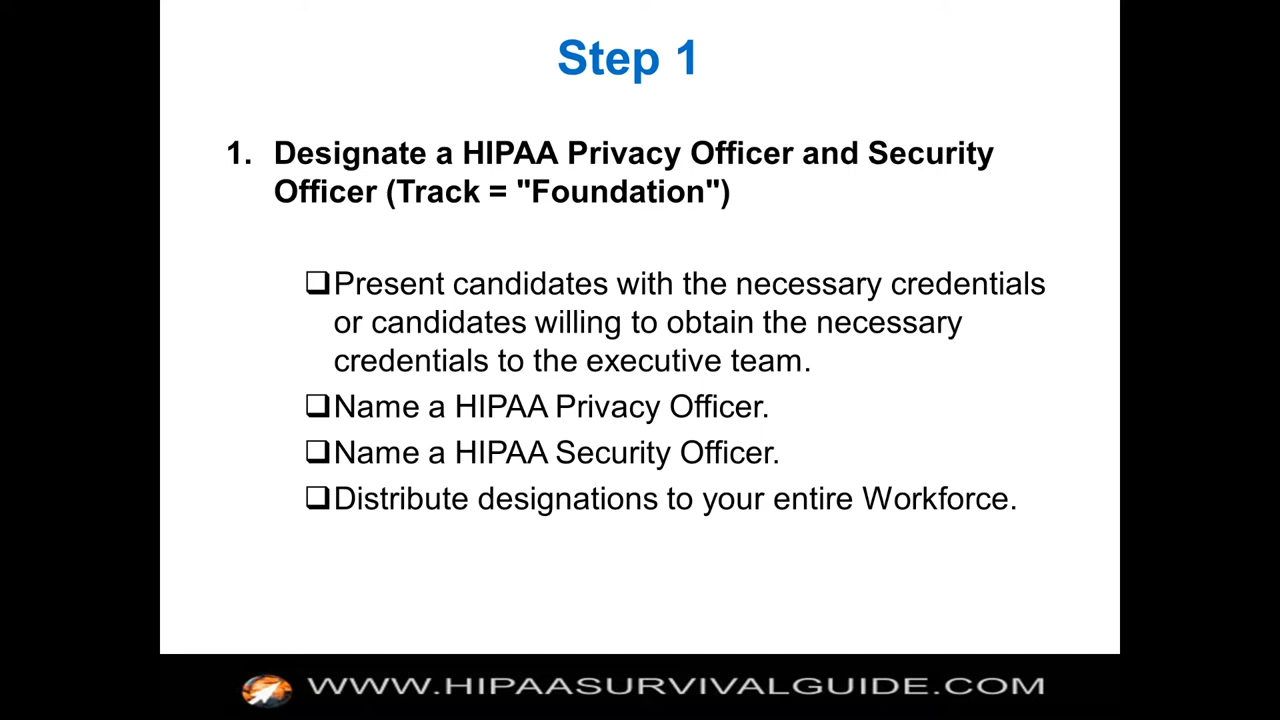 Step 1
1. Designate a HIPAA Privacy Officer and Security
Officer (Track = "Foundation")
❑Present candidates with the necessary credentials
or candidates willing to obtain the necessary
credentials to the executive team.
❑Name a HIPAA Privacy Officer.
❑Name a HIPAA Security Officer.
❑Distribute designations to your entire Workforce.
WWW.HIPAASURVIVALGUIDE.COM